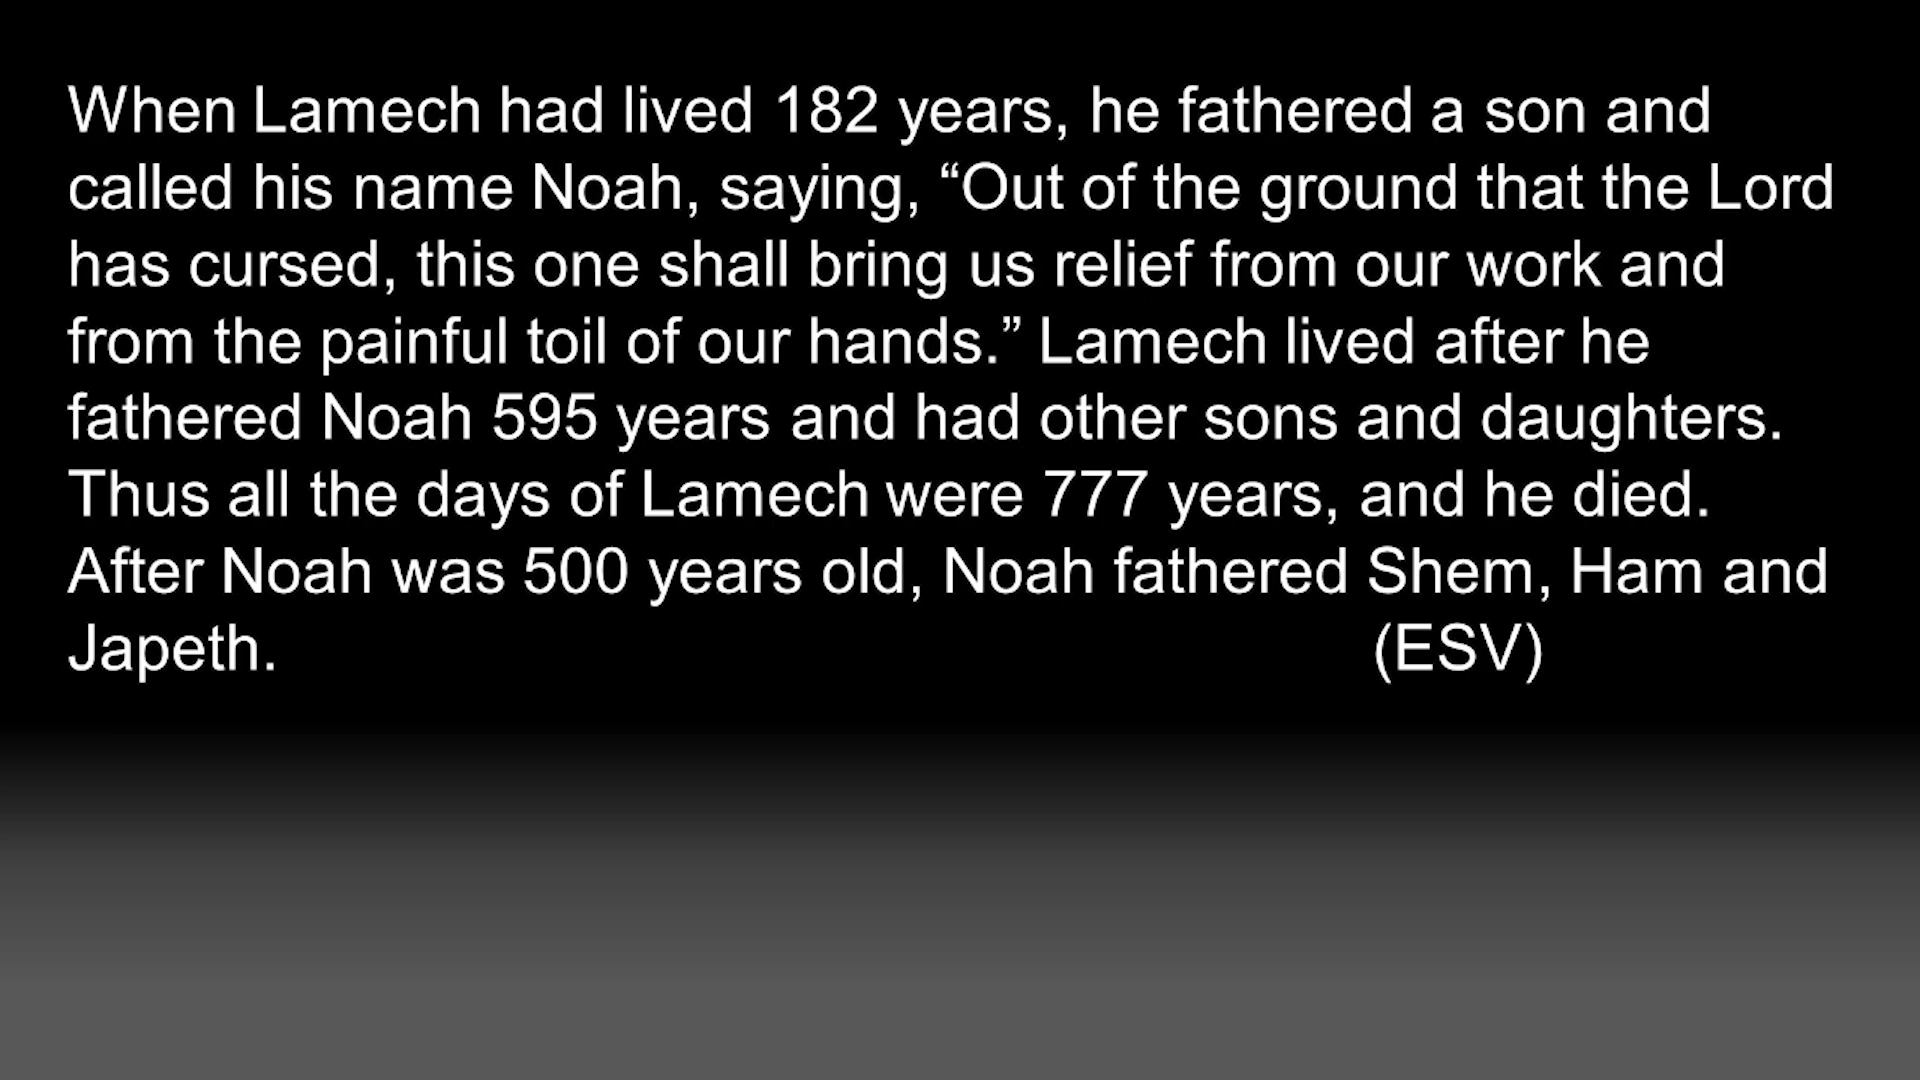 When Lamech had lived 182 years, he fathered a son and
called his name Noah, saying, “Out of the ground that the Lord
has cursed, this one shall bring us relief from our work and
from the painful toil of our hands.” Lamech lived after he
fathered Noah 595 years and had other sons and daughters.
Thus all the days of Lamech were 777 years, and he died.
After Noah was 500 years old, Noah fathered Shem, Ham and
Japeth. (ESV)